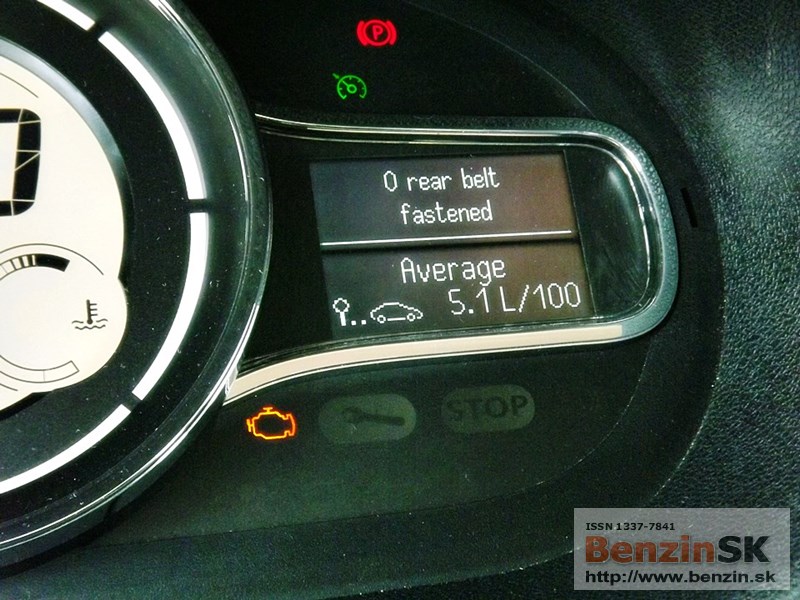 P
0 rear belt
fastened
Average
5.1 L/100
STOP
ISSN 1337-7841
BenzinSK
http://www.benzin.sk